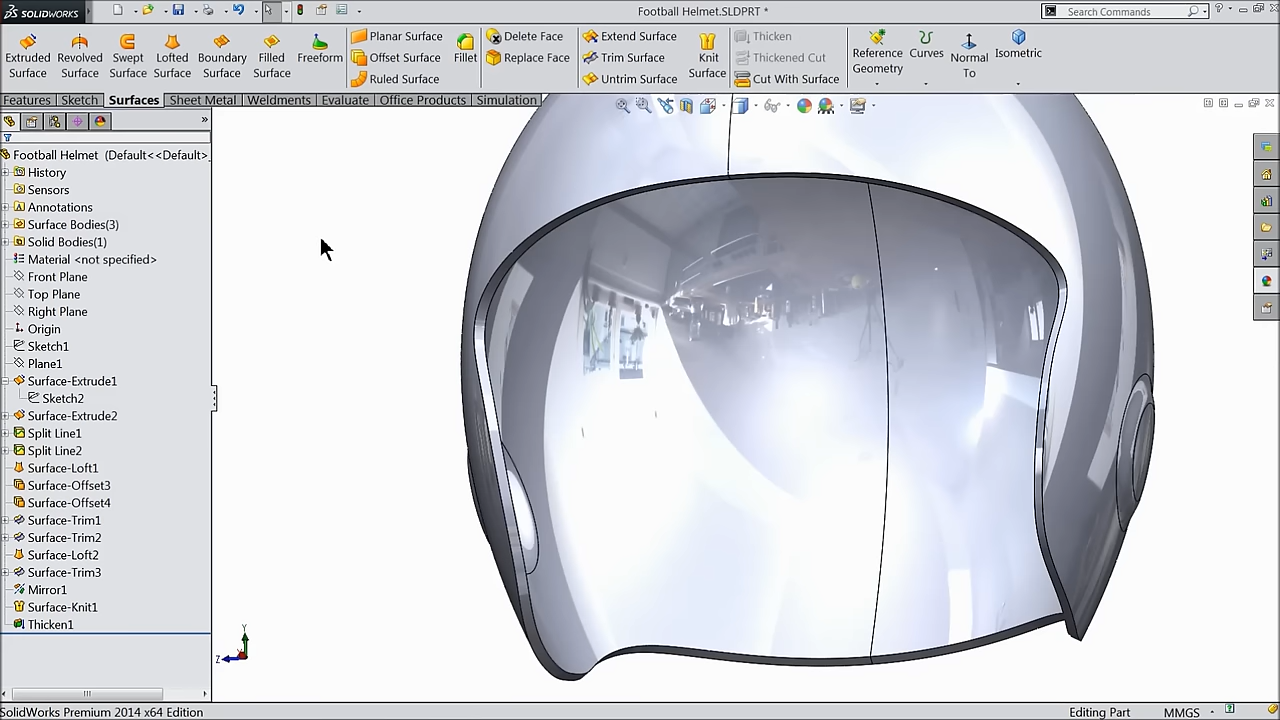 SOLIDWORKS
Football Helmet.SLDPRT *
Search Commands
Extruded Surface
Revolved Surface
Swept Surface
Lofted Surface
Boundary Surface
Filled Surface
Freeform
Planar Surface
Offset Surface
Ruled Surface
Fillet
Delete Face
Replace Face
Extend Surface
Trim Surface
Untrim Surface
Knit Surface
Thicken
Thickened Cut
Cut With Surface
Reference Geometry
Curves
Normal To
Isometric
Features Sketch Surfaces Sheet Metal Weldments Evaluate Office Products Simulation
Football Helmet (Default<<Default>_
History
Sensors
Annotations
Surface Bodies(3)
Solid Bodies(1)
Material <not specified>
Front Plane
Top Plane
Right Plane
Origin
Sketch1
Plane1
Surface-Extrude1
Sketch2
Surface-Extrude2
Split Line1
Split Line2
Surface-Loft1
Surface-Offset3
Surface-Offset4
Surface-Trim1
Surface-Trim2
Surface-Loft2
Surface-Trim3
Mirror1
Surface-Knit1
Thicken1
Y
Z
SolidWorks Premium 2014 x64 Edition
Editing Part
MMGS